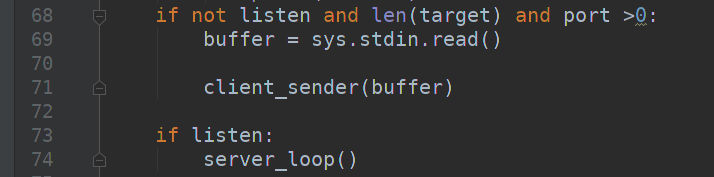 68 if not listen and len(target) and port >0:
69 buffer = sys.stdin.read()
70
71 client_sender(buffer)
72
73 if listen:
74 server_loop()